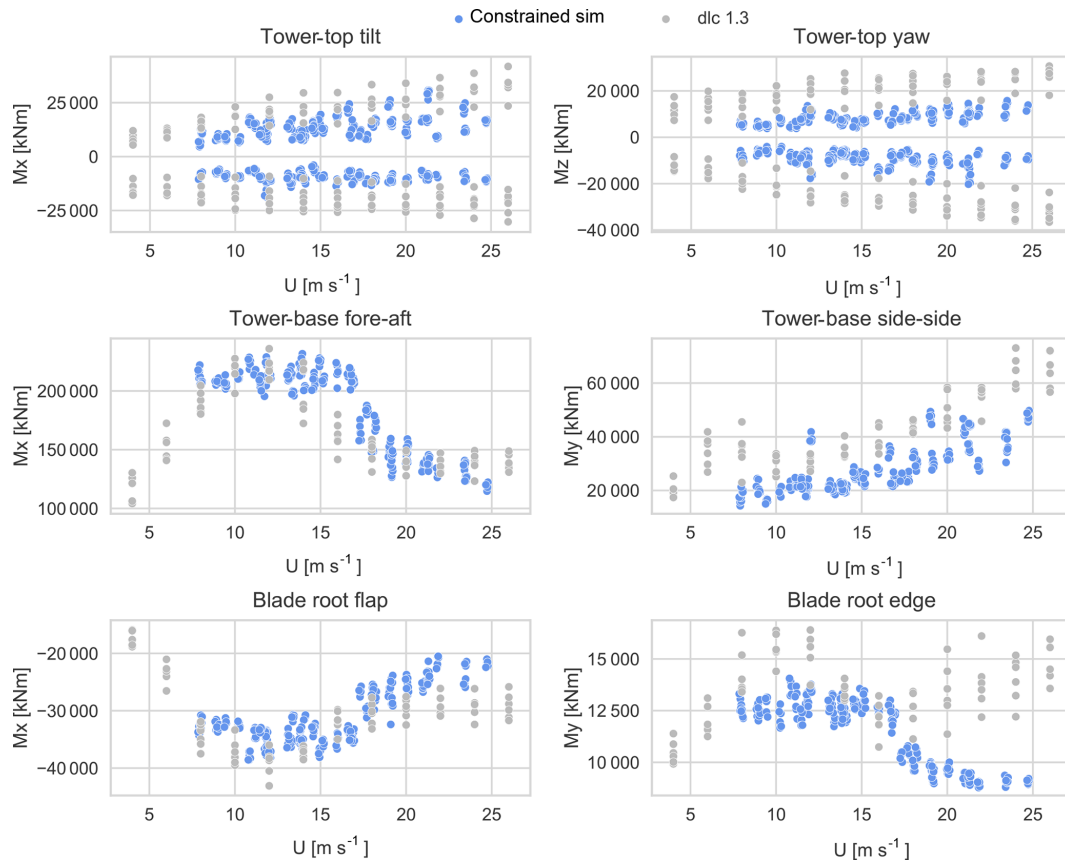 Constrained sim dlc 1.3
Tower-top tilt
Mx [kNm]
25 000
0
−25 000
5 10 15 20 25
U [m s⁻¹ ]
Tower-top yaw
Mz [kNm]
20 000
0
−20 000
−40 000
5 10 15 20 25
U [m s⁻¹ ]
Tower-base fore-aft
Mx [kNm]
200 000
150 000
100 000
5 10 15 20 25
U [m s⁻¹ ]
Tower-base side-side
My [kNm]
60 000
40 000
20 000
5 10 15 20 25
U [m s⁻¹ ]
Blade root flap
Mx [kNm]
−20 000
−30 000
−40 000
5 10 15 20 25
U [m s⁻¹ ]
Blade root edge
My [kNm]
15 000
12 500
10 000
5 10 15 20 25
U [m s⁻¹ ]